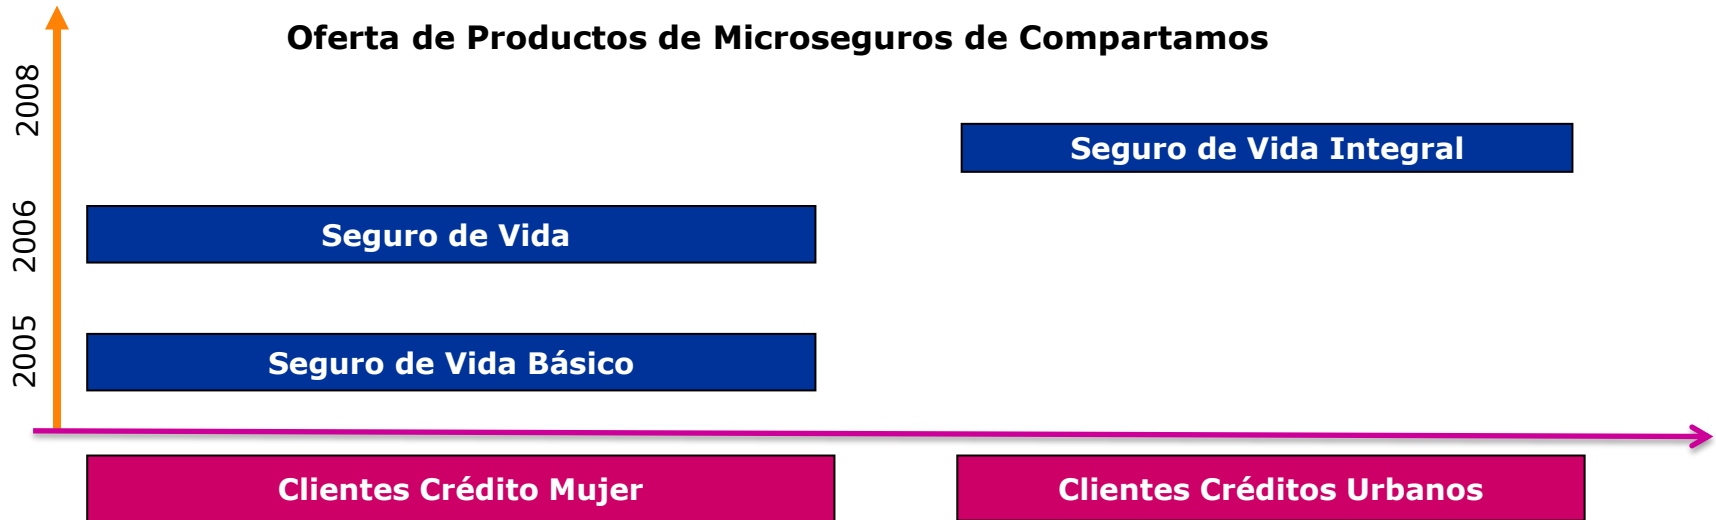 Oferta de Productos de Microseguros de Compartamos
2008
Seguro de Vida Integral
2006
Seguro de Vida
2005
Seguro de Vida Básico
Clientes Crédito Mujer
Clientes Créditos Urbanos